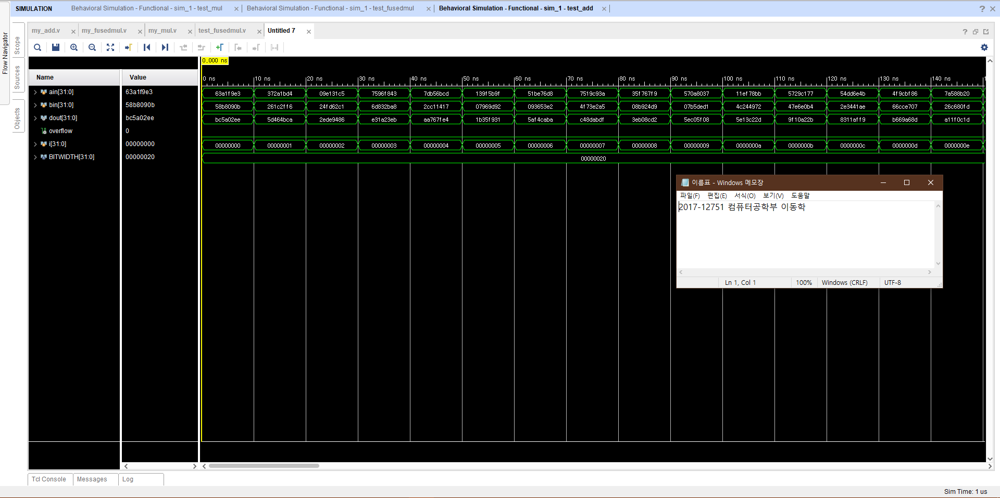 SIMULATION Behavioral Simulation - Functional - sim_1 - test_mul Behavioral Simulation - Functional - sim_1 - test_fusedmul Behavioral Simulation - Functional - sim_1 - test_add
Flow Navigator
Scope
Sources
Objects
my_add.v my_fusedmul.v my_mul.v test_fusedmul.v Untitled 7
0,000 ns
Name Value
0 ns 10 ns 20 ns 30 ns 40 ns 50 ns 60 ns 70 ns 80 ns 90 ns 100 ns 110 ns 120 ns 130 ns 140 ns
ain[31:0] 63a1f9e3 63a1f9e3 372a1bd4 09e131c5 7596f843 7db56bcd 139f5b9f 51be76d8 7519c93a 35f767f9 570a8037 11ef78bb 5729c177 54dd6e4b 4f9cbf86 7a588b20
bin[31:0] 58b8090b 58b8090b 261c2ff6 24fd62c1 6d832ba8 2cc11417 07969d92 093653e2 4f73e2a5 08b924d9 07b5ded1 4c244972 47e6e0b4 2e3441ae 66cce707 26c680fd
dout[31:0] bc5a02ee bc5a02ee 5d464bca 2ede9486 e31a23eb aa767fe4 1b35f931 5af4caba c48dabdf 3eb08cd2 5ec05f08 5e13c22d 9f10a22b 8311aff9 b669a68d a11f0c1d
overflow 0
i[31:0] 00000000 00000000 00000001 00000002 00000003 00000004 00000005 00000006 00000007 00000008 00000009 0000000a 0000000b 0000000c 0000000d 0000000e
BITWIDTH[31:0] 00000020 00000020
이름표 - Windows 메모장
파일(F) 편집(E) 서식(O) 보기(V) 도움말
2017-12751 컴퓨터공학부 이동학
Ln 1, Col 1 100% Windows (CRLF) UTF-8
Tcl Console Messages Log
Sim Time: 1 us